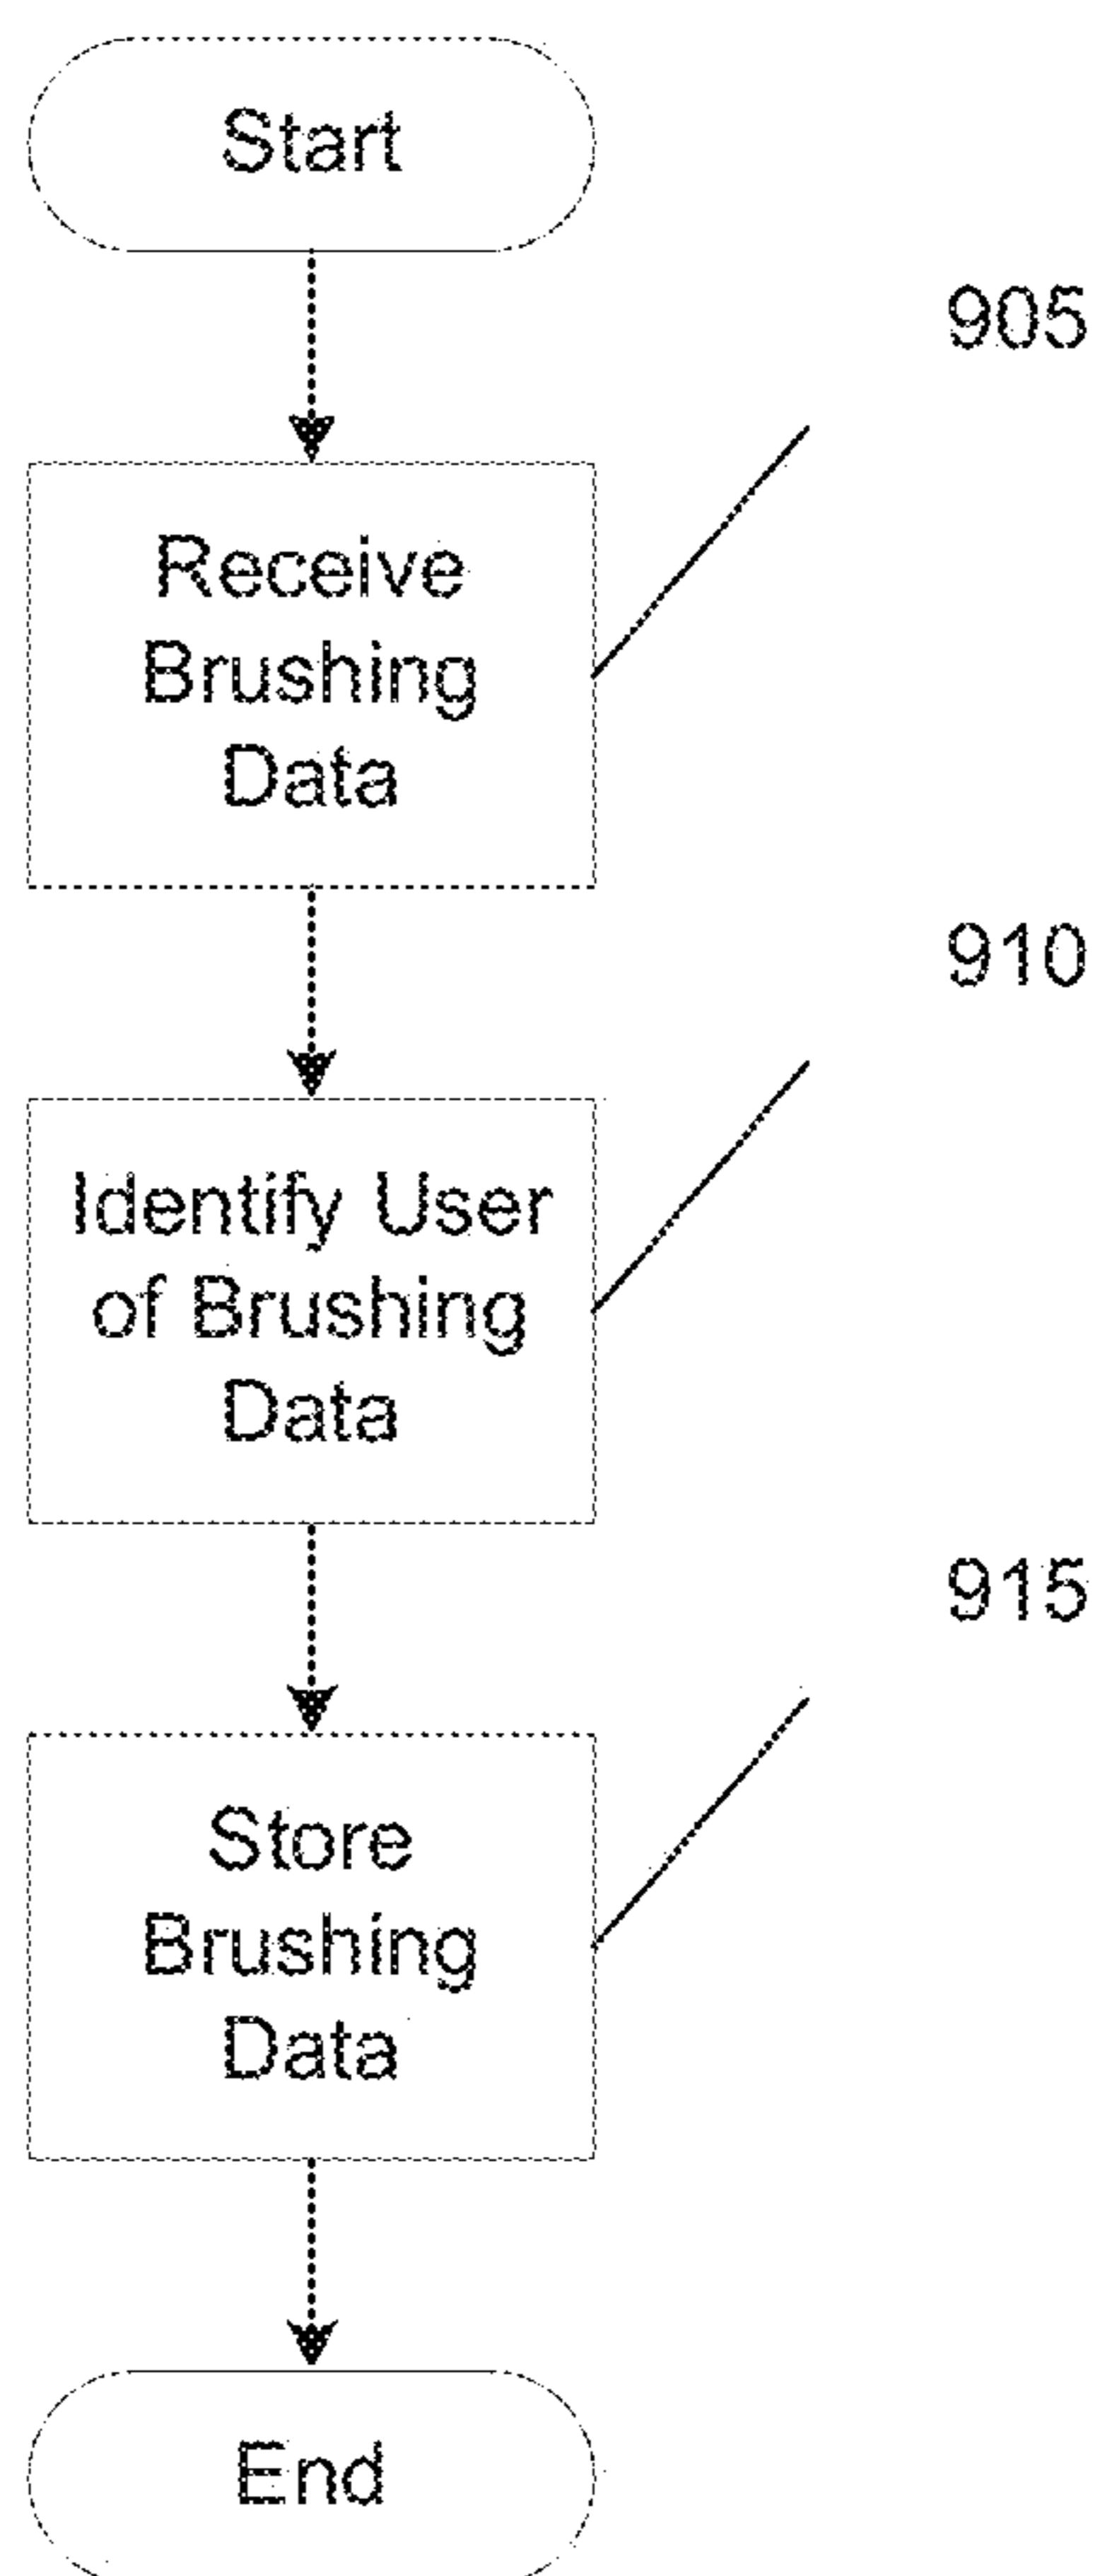 Start
905
Receive
Brushing
Data
910
Identify User
of Brushing
Data
915
Store
Brushing
Data
End